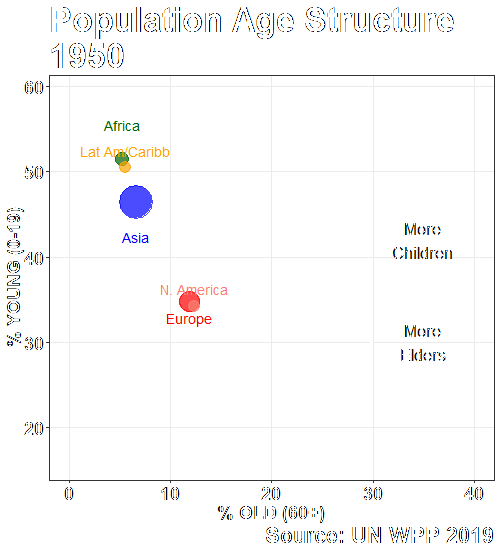 Population Age Structure
1950
60
Africa
Lat Am/Caribb
50
Asia
More
Children
40
% YOUNG (0-19)
N. America
Europe
More
Elders
30
20
0 10 20 30 40
% OLD (60+)
Source: UN WPP 2019